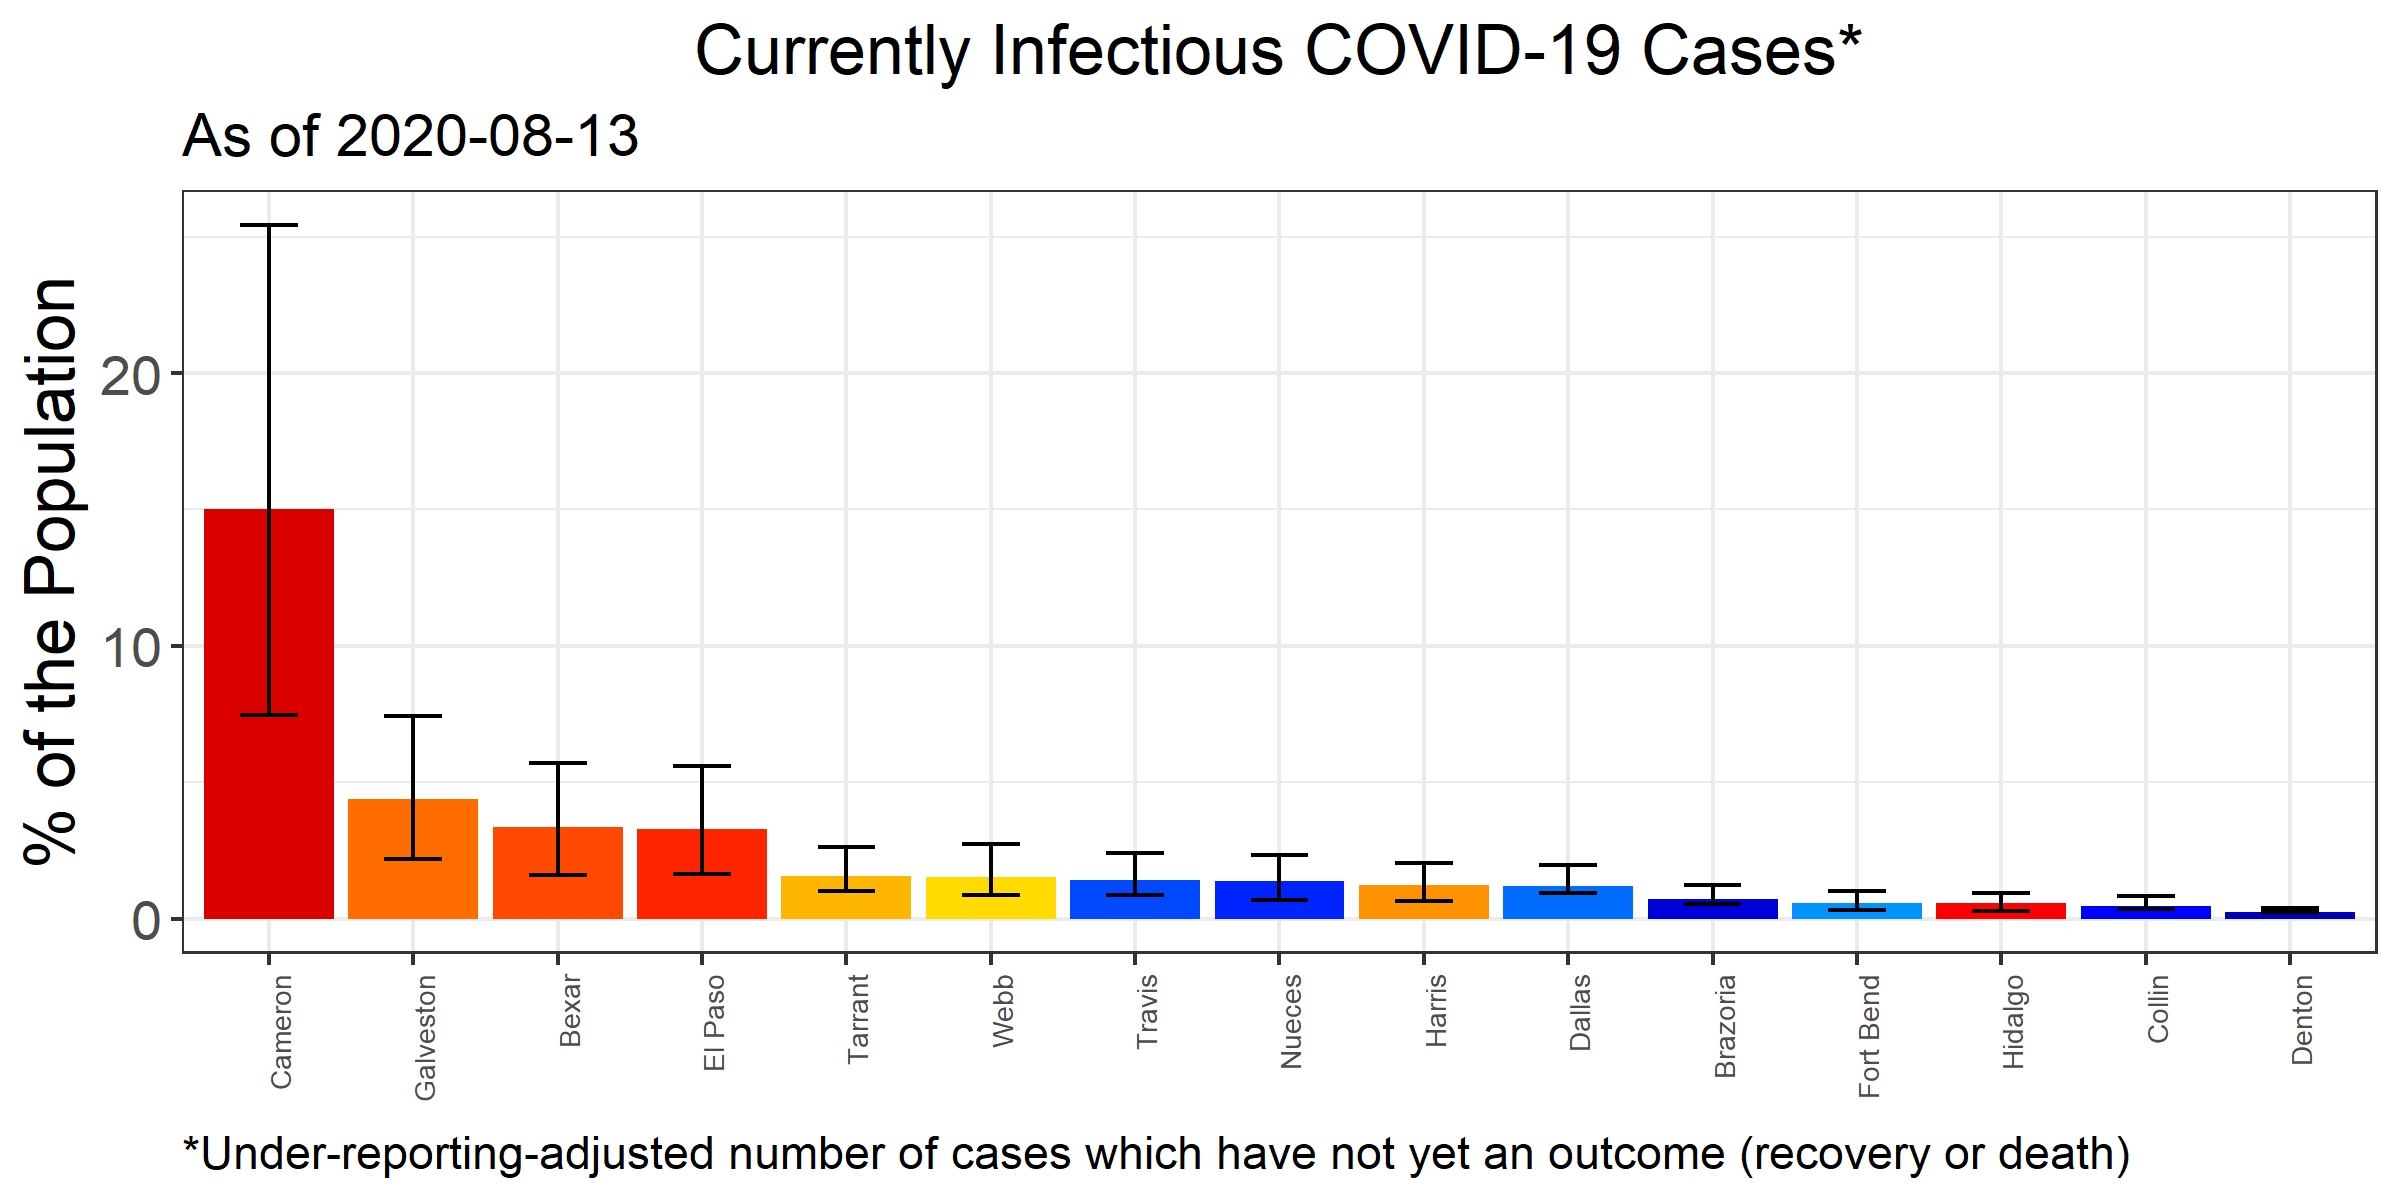 Currently Infectious COVID-19 Cases*
As of 2020-08-13
% of the Population
20
10
0
Cameron
Galveston
Bexar
El Paso
Tarrant
Webb
Travis
Nueces
Harris
Dallas
Brazoria
Fort Bend
Hidalgo
Collin
Denton
*Under-reporting-adjusted number of cases which have not yet an outcome (recovery or death)